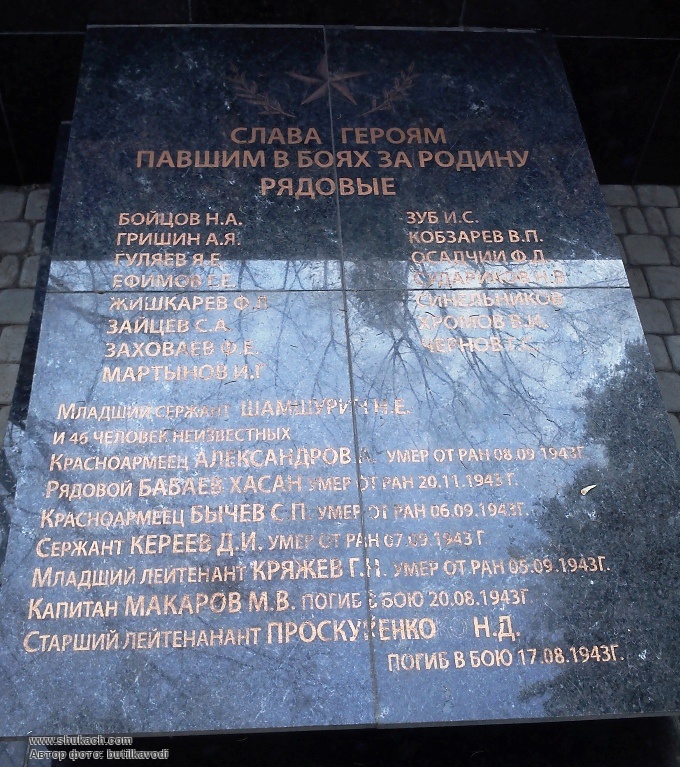 СЛАВА ГЕРОЯМ
ПАВШИМ В БОЯХ ЗА РОДИНУ
РЯДОВЫЕ
БОЙЦОВ Н.А.
ГРИШИН А.Я.
ГУЛЯЕВ Я.Е.
ЕФИМОВ Г.Е.
ЖИШКАРЕВ Ф.Д.
ЗАЙЦЕВ С.А.
ЗАХОВАЕВ Ф.Е.
МАРТЫНОВ И.Г
ЗУБ И.С.
КОБЗАРЕВ В.П.
ОСАДЧИЙ Ф.Д.
СИНЕЛЬНИКОВ
ХРОМОВ В.И.
ЧЕРНОВ Г.С.
МЛАДШИЙ СЕРЖАНТ ШАМШУРИН Н.Е.
И 46 ЧЕЛОВЕК НЕИЗВЕСТНЫХ
КРАСНОАРМЕЕЦ АЛЕКСАНДРОВ УМЕР ОТ РАН 08.09.1943Г.
РЯДОВОЙ БАБАЕВ ХАСАН УМЕР ОТ РАН 20.11.1943Г.
КРАСНОАРМЕЕЦ БЫЧЕВ С.П. УМЕР ОТ РАН 06.09.1943Г.
СЕРЖАНТ КЕРЕЕВ Д.И. УМЕР ОТ РАН 07.09.1943 Г.
МЛАДШИЙ ЛЕЙТЕНАНТ КРЯЖЕВ Г.Н. УМЕР ОТ РАН 05.09.1943Г.
КАПИТАН МАКАРОВ М.В. ПОГИБ В БОЮ 20.08.1943Г
СТАРШИЙ ЛЕЙТЕНАНАНТ ПРОСКУРЕНКО Н.Д.
ПОГИБ В БОЮ 17.08.1943Г.
www.shukach.com
Автор фото: butilkavodi